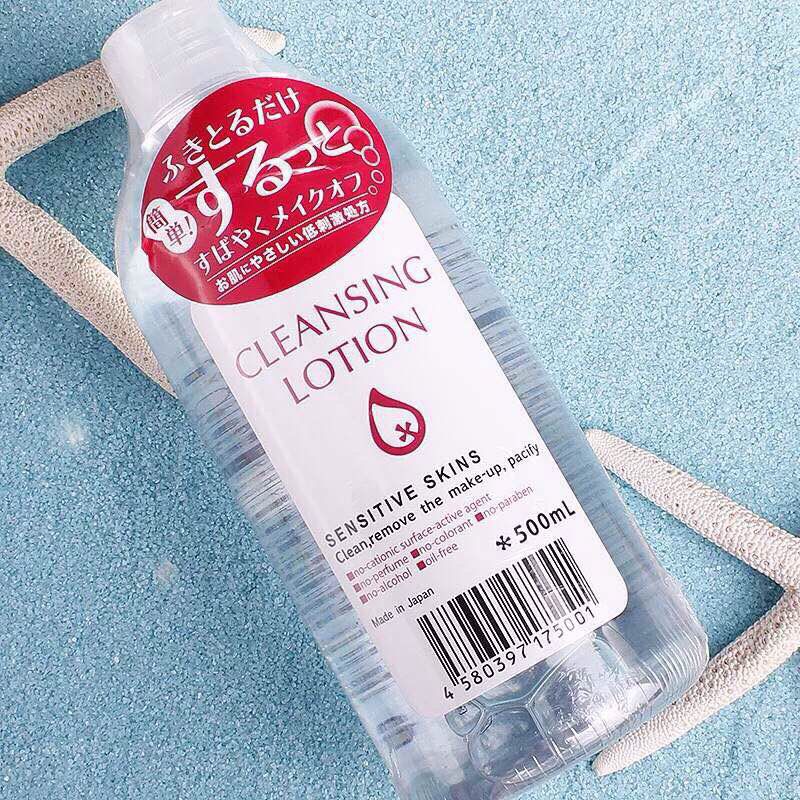 ふきとるだけ
簡単!
するっと
すばやくメイクオフ
お肌にやさしい低刺激処方
CLEANSING
LOTION
SENSITIVE SKINS
Clean,remove the make-up, pacify
■no-cationic surface-active agent
■no-perfume ■no-colorant ■no-paraben
■no-alcohol ■oil-free
Made in Japan
*500mL
4 580397 175001